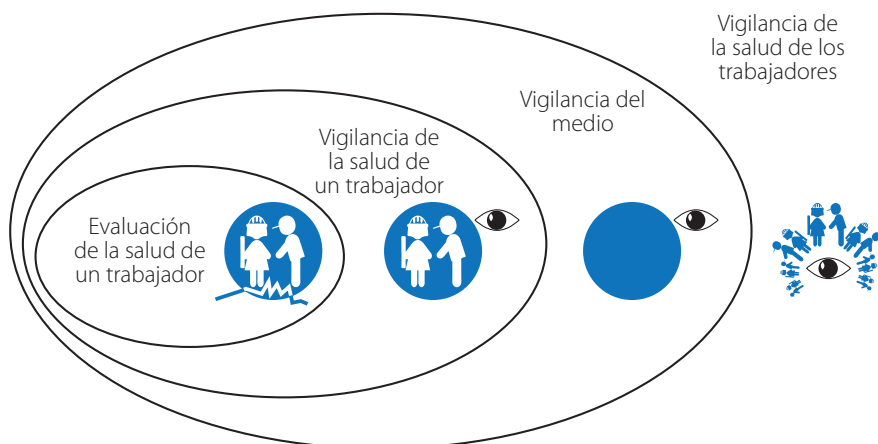 Vigilancia de
la salud de los
trabajadores
Vigilancia del
medio
Vigilancia de
la salud de
un trabajador
Evaluación
de la salud de
un trabajador